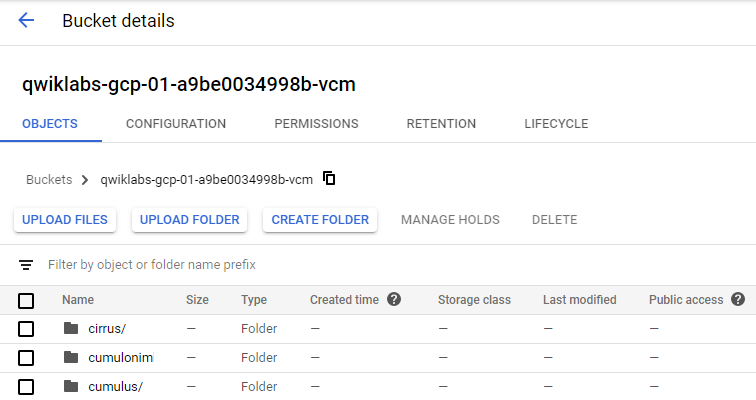 Bucket details
qwiklabs-gcp-01-a9be0034998b-vcm
OBJECTS CONFIGURATION PERMISSIONS RETENTION LIFECYCLE
Buckets > qwiklabs-gcp-01-a9be0034998b-vcm
UPLOAD FILES UPLOAD FOLDER CREATE FOLDER MANAGE HOLDS DELETE
Filter by object or folder name prefix
Name Size Type Created time ? Storage class Last modified Public access ?
cirrus/ — Folder — — — —
cumulonim — Folder — — — —
cumulus/ — Folder — — — —